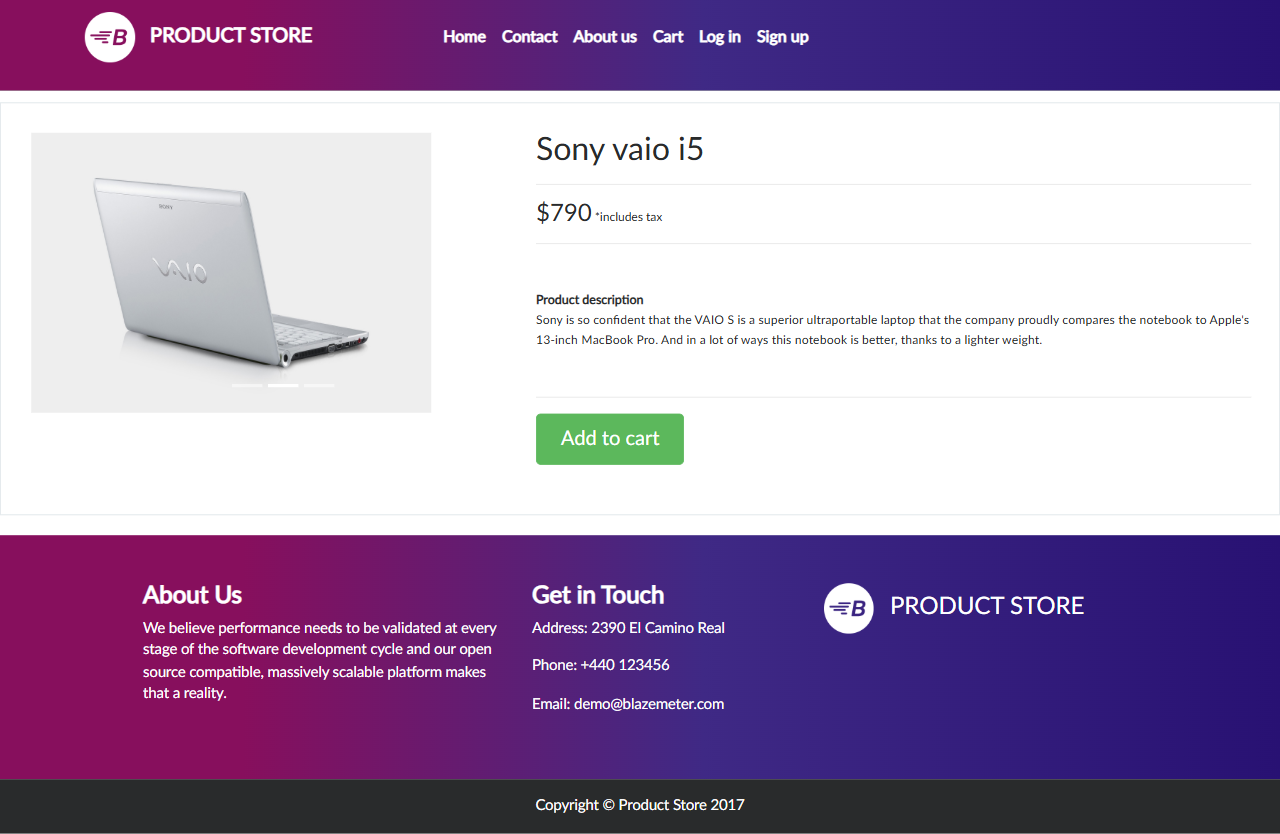 B PRODUCT STORE
Home Contact About us Cart Log in Sign up
SONY
VAIO
Sony vaio i5
$790 *includes tax
Product description
Sony is so confident that the VAIO S is a superior ultraportable laptop that the company proudly compares the notebook to Apple's
13-inch MacBook Pro. And in a lot of ways this notebook is better, thanks to a lighter weight.
Add to cart
About Us
We believe performance needs to be validated at every
stage of the software development cycle and our open
source compatible, massively scalable platform makes
that a reality.
Get in Touch
Address: 2390 El Camino Real
Phone: +440 123456
Email: demo@blazemeter.com
B PRODUCT STORE
Copyright © Product Store 2017